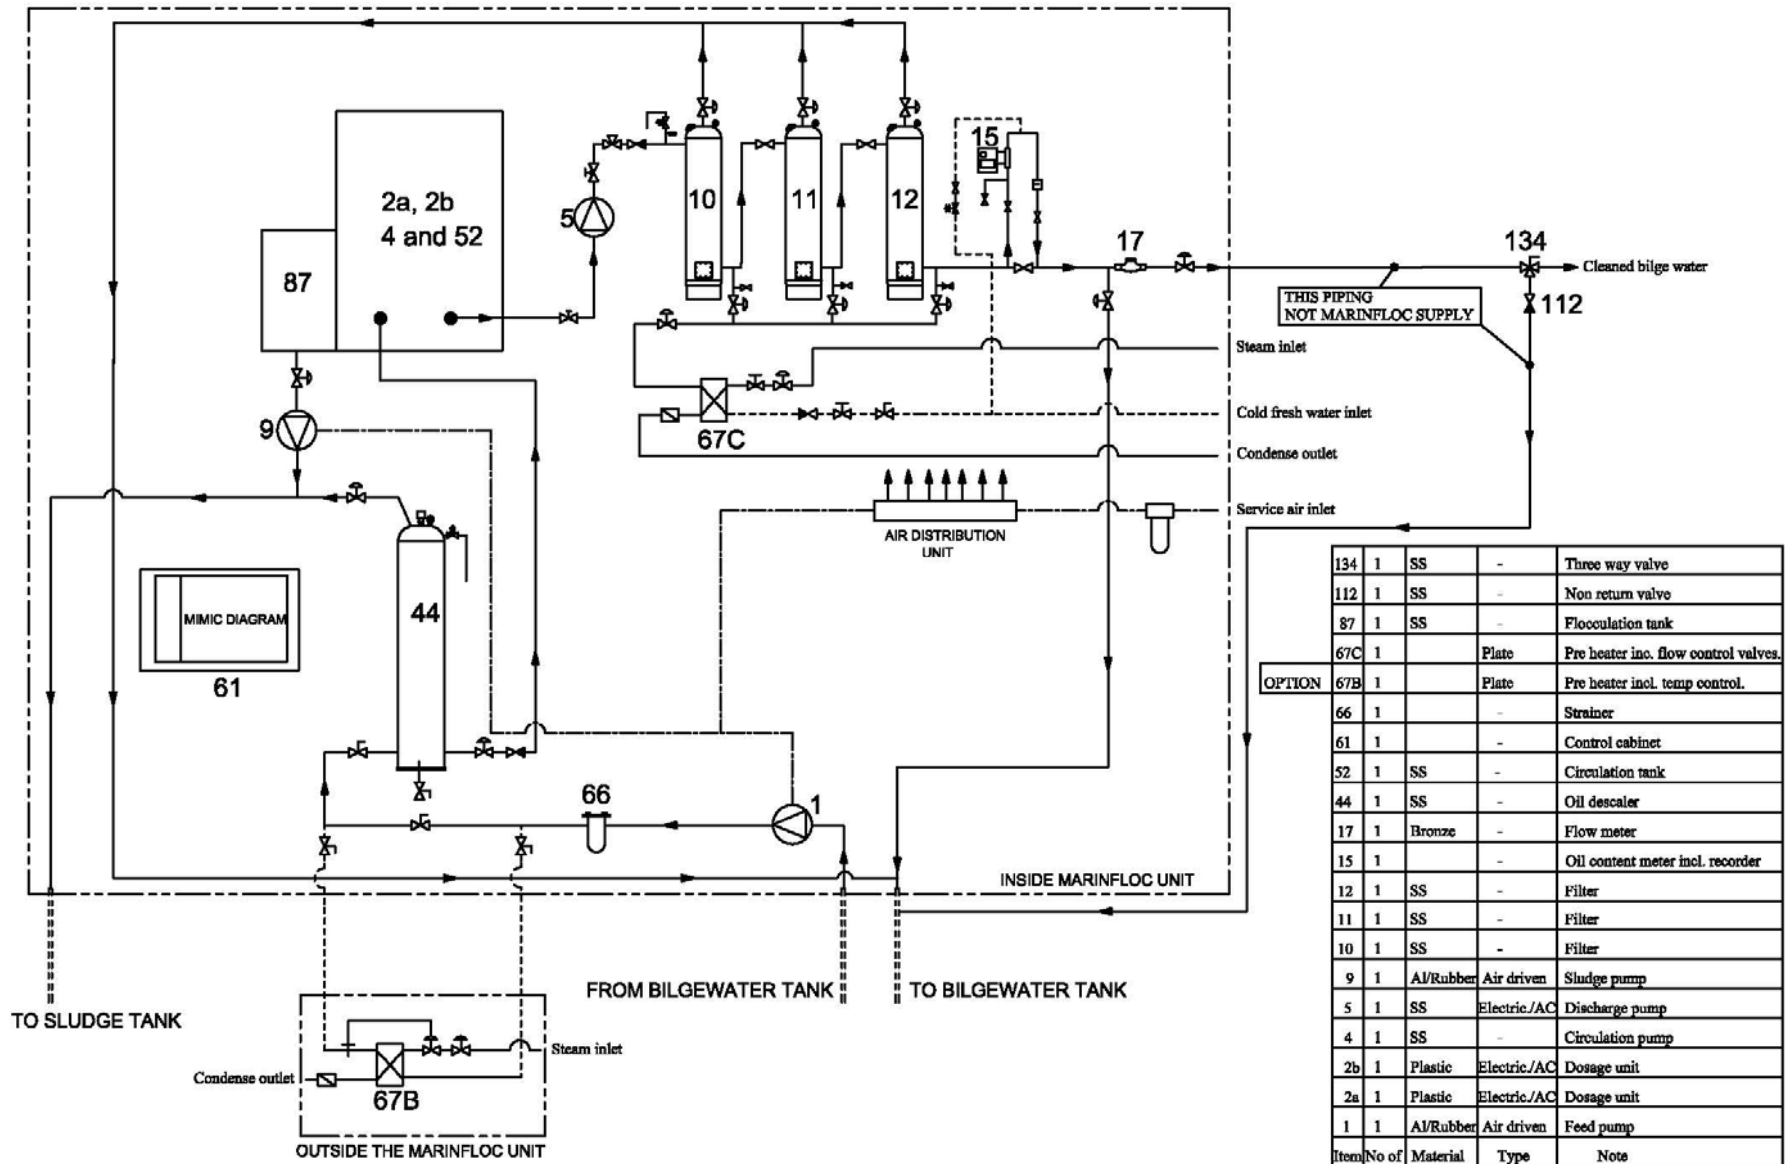 2a, 2b
4 and 52
87
5
10
11
12
15
17
134
Cleaned bilge water
112
THIS PIPING
NOT MARINFLOC SUPPLY
Steam inlet
Cold fresh water inlet
67C
Condense outlet
9
Service air inlet
AIR DISTRIBUTION
UNIT
MIMIC DIAGRAM
61
44
66
1
INSIDE MARINFLOC UNIT
FROM BILGEWATER TANK
TO BILGEWATER TANK
TO SLUDGE TANK
Steam inlet
Condense outlet
67B
OUTSIDE THE MARINFLOC UNIT
134 1 SS - Three way valve
112 1 SS - Non return valve
87 1 SS - Flocculation tank
67C 1 Plate Pre heater inc. flow control valves.
OPTION 67B 1 Plate Pre heater incl. temp control.
66 1 - Strainer
61 1 - Control cabinet
52 1 SS - Circulation tank
44 1 SS - Oil descaler
17 1 Bronze - Flow meter
15 1 - Oil content meter incl. recorder
12 1 SS - Filter
11 1 SS - Filter
10 1 SS - Filter
9 1 Al/Rubber Air driven Sludge pump
5 1 SS Electric./AC Discharge pump
4 1 SS - Circulation pump
2b 1 Plastic Electric./AC Dosage unit
2a 1 Plastic Electric./AC Dosage unit
1 1 Al/Rubber Air driven Feed pump
Item No of Material Type Note